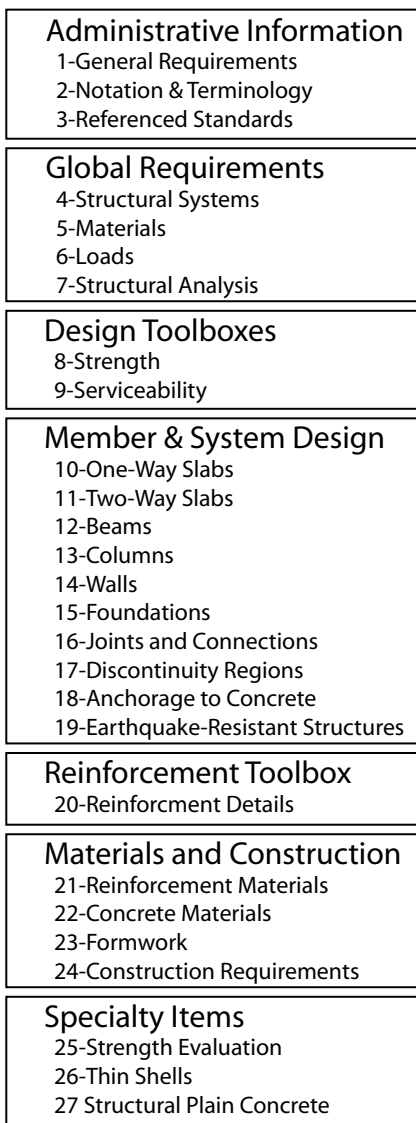 Administrative Information
1-General Requirements
2-Notation & Terminology
3-Referenced Standards
Global Requirements
4-Structural Systems
5-Materials
6-Loads
7-Structural Analysis
Design Toolboxes
8-Strength
9-Serviceability
Member & System Design
10-One-Way Slabs
11-Two-Way Slabs
12-Beams
13-Columns
14-Walls
15-Foundations
16-Joints and Connections
17-Discontinuity Regions
18-Anchorage to Concrete
19-Earthquake-Resistant Structures
Reinforcement Toolbox
20-Reinforcment Details
Materials and Construction
21-Reinforcement Materials
22-Concrete Materials
23-Formwork
24-Construction Requirements
Specialty Items
25-Strength Evaluation
26-Thin Shells
27 Structural Plain Concrete